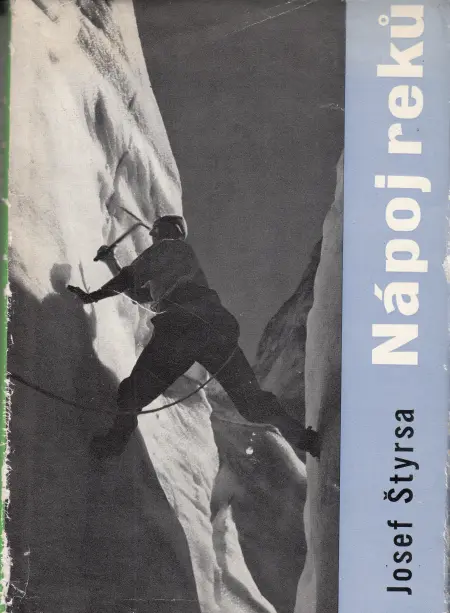 Josef Štyrsa
Nápoj reků